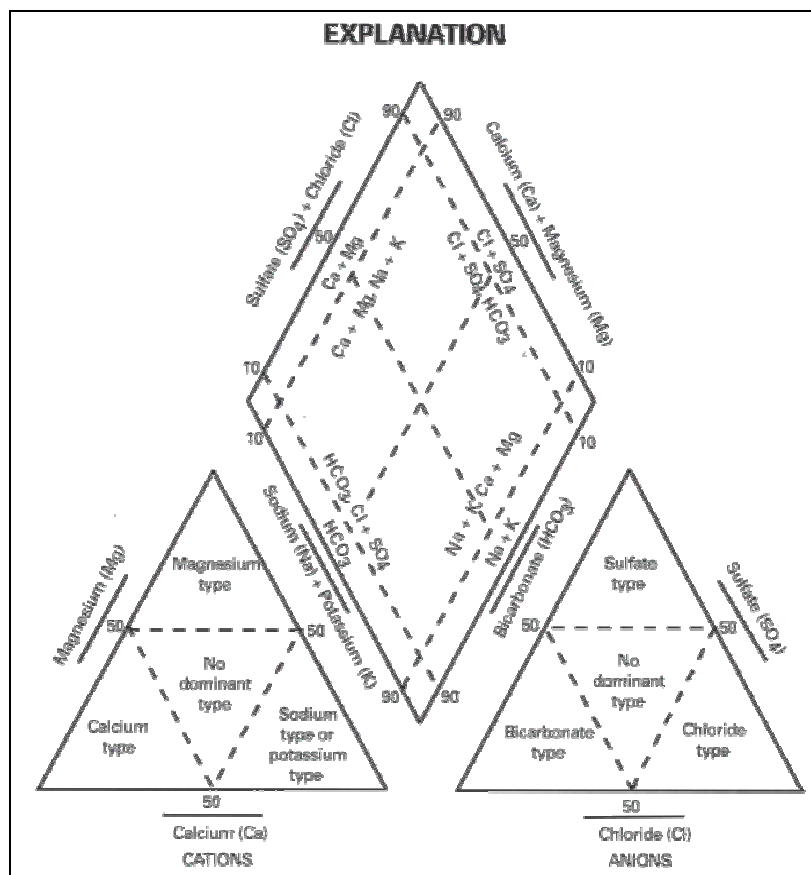 EXPLANATION
90
90
Sulfate (SO4) + Chloride (Cl)
Calcium (Ca) + Magnesium (Mg)
50
50
Ca + Mg
Ca + Mg, Na + K
Cl + SO4
Cl + SO4, HCO3
10
10
10
10
HCO3, Cl + SO4
HCO3
Na + K, Ca + Mg
Na + K
Sodium (Na) + Potassium (K)
Bicarbonate (HCO3)
90
90
Magnesium (Mg)
Magnesium
type
50
50
No
dominant
type
Calcium
type
Sodium
type or
potassium
type
50
Calcium (Ca)
CATIONS
Sulfate (SO4)
Sulfate
type
50
50
No
dominant
type
Bicarbonate
type
Chloride
type
50
Chloride (Cl)
ANIONS